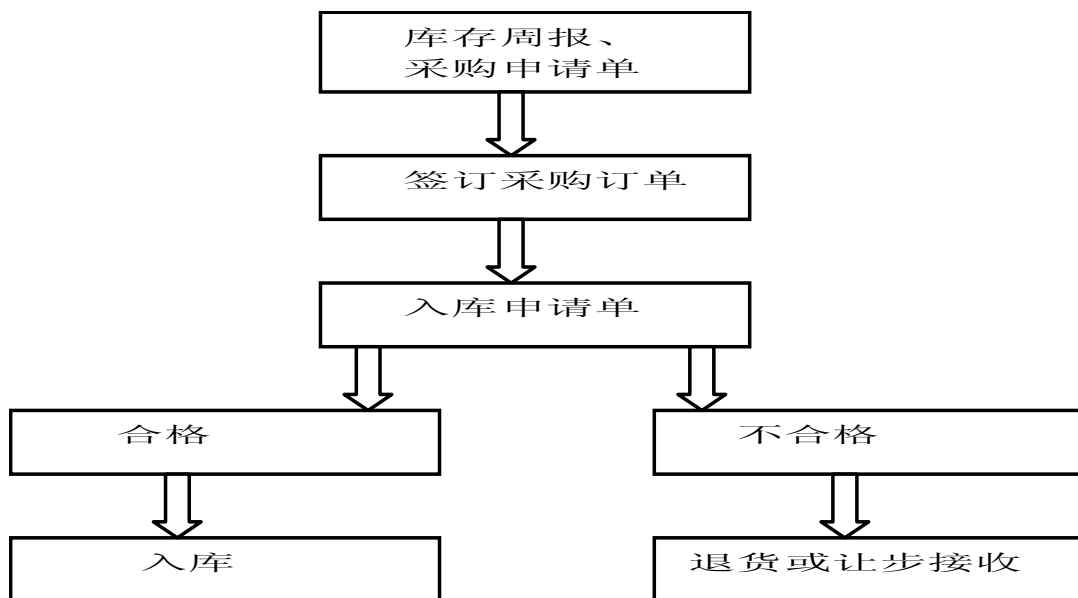 库存周报、
采购申请单
签订采购订单
入库申请单
合格
不合格
入库
退货或让步接收